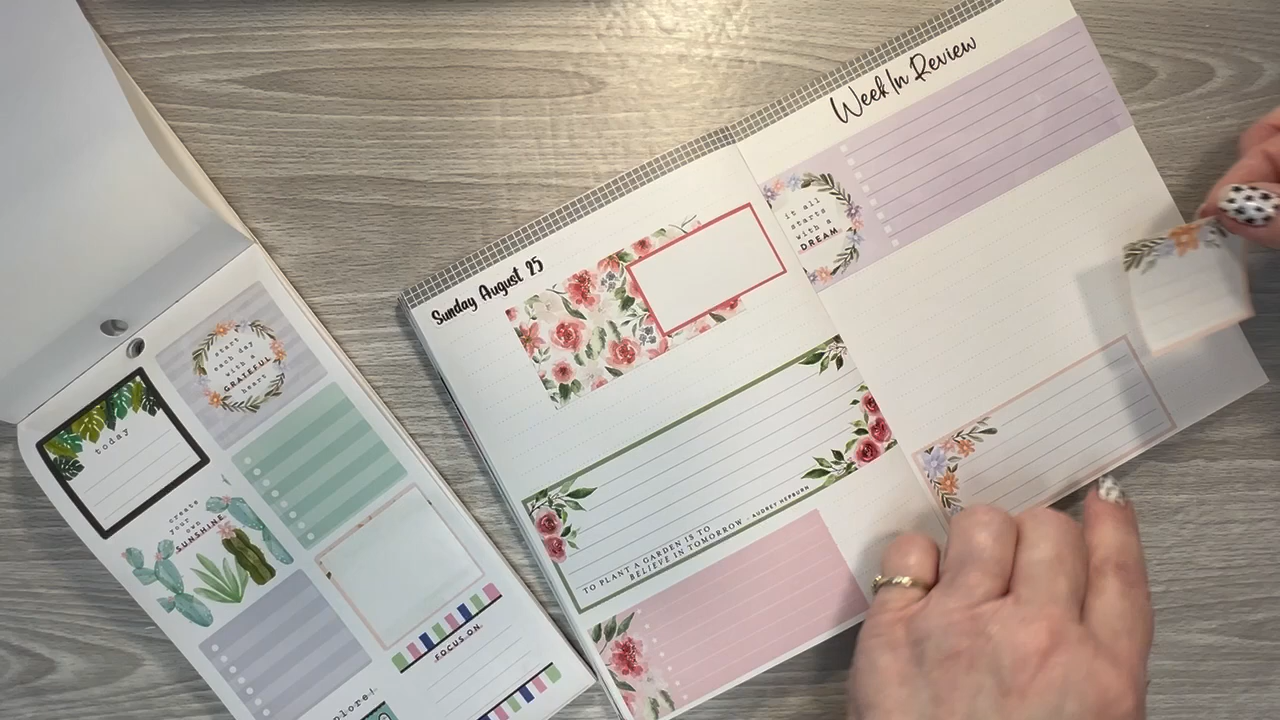 Week In Review
it all
starts
with a
DREAM
Sunday August 25
TO PLANT A GARDEN IS TO
BELIEVE IN TOMORROW - AUDREY HEPBURN
start
each day
with a
GRATEFUL
heart
today
create
your
own
SUNSHINE
FOCUS ON